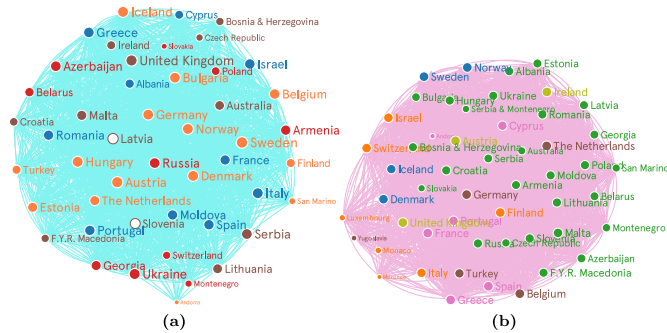 Iceland
Cyprus
Bosnia & Herzegovina
Greece
Czech Republic
Ireland
Slovakia
United Kingdom
Azerbaijan
Israel
Poland
Bulgaria
Albania
Belarus
Belgium
Malta
Australia
Germany
Croatia
Romania
Norway
Armenia
Latvia
Sweden
Hungary
Russia
France
Finland
Turkey
Denmark
Austria
Italy
The Netherlands
San Marino
Estonia
Moldova
Slovenia
Spain
Portugal
Serbia
F.Y.R. Macedonia
Switzerland
Georgia
Lithuania
Ukraine
Montenegro
Andorra
(a)
Norway
Estonia
Sweden
Albania
Ireland
Bulgaria
Hungary
Ukraine
Latvia
Serbia & Montenegro
Romania
Israel
Cyprus
Andorra
Austria
Georgia
Switzerland
Bosnia & Herzegovina
Australia
The Netherlands
Serbia
Iceland
Croatia
Poland
San Marino
Moldova
Slovakia
Armenia
Denmark
Germany
Belarus
Lithuania
Luxembourg
United Kingdom
Portugal
Finland
Montenegro
Yugoslavia
France
Malta
Russia
Czech Republic
Slovenia
Monaco
Azerbaijan
Morocco
Italy
Turkey
F.Y.R. Macedonia
Spain
Greece
Belgium
(b)